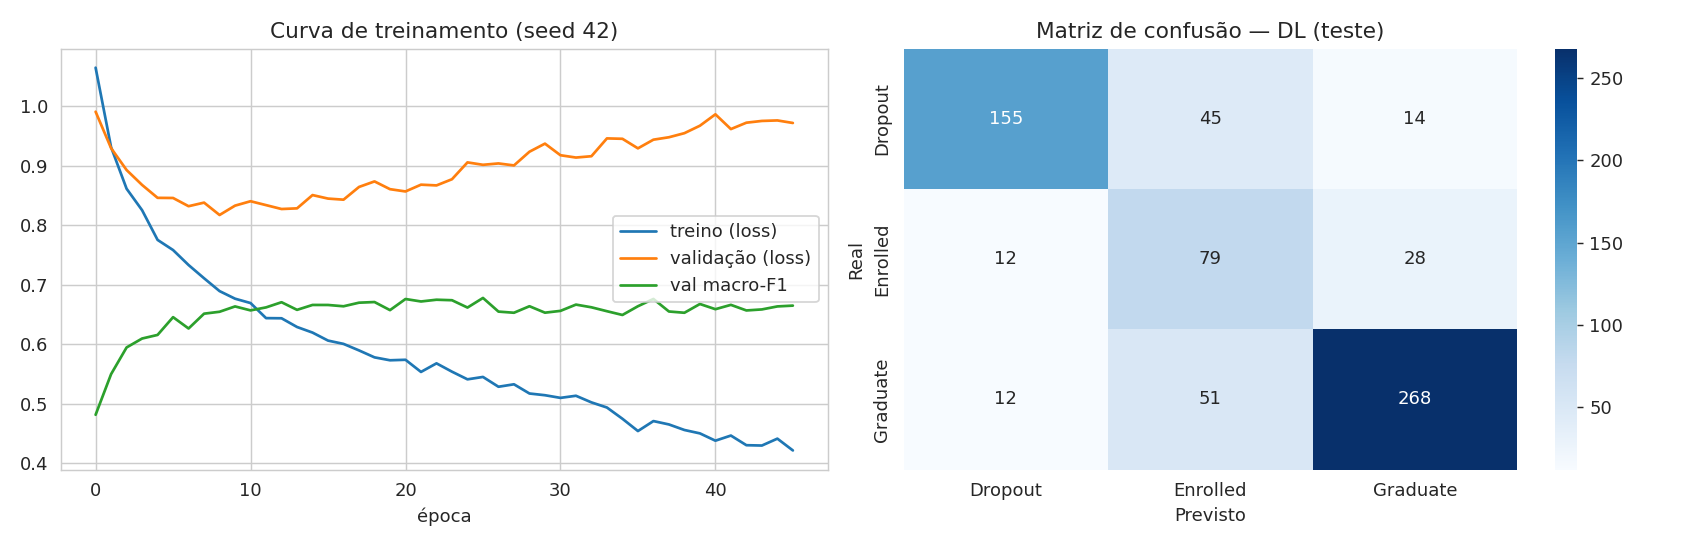 Curva de treinamento (seed 42)
1.0
0.9
0.8
0.7
0.6
0.5
0.4
0
10
20
30
40
época
treino (loss)
validação (loss)
val macro-F1
Matriz de confusão — DL (teste)
Real
Dropout
Enrolled
Graduate
155 45 14
12 79 28
12 51 268
Dropout Enrolled Graduate
Previsto
250
200
150
100
50